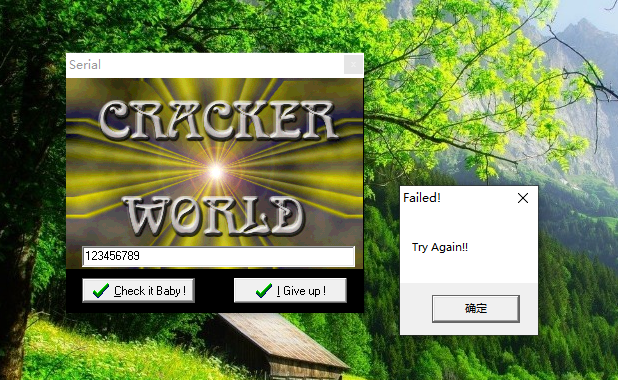 Serial
CRACKER
WORLD
123456789
Check it Baby !
I Give up !
Failed!
Try Again!!
确定